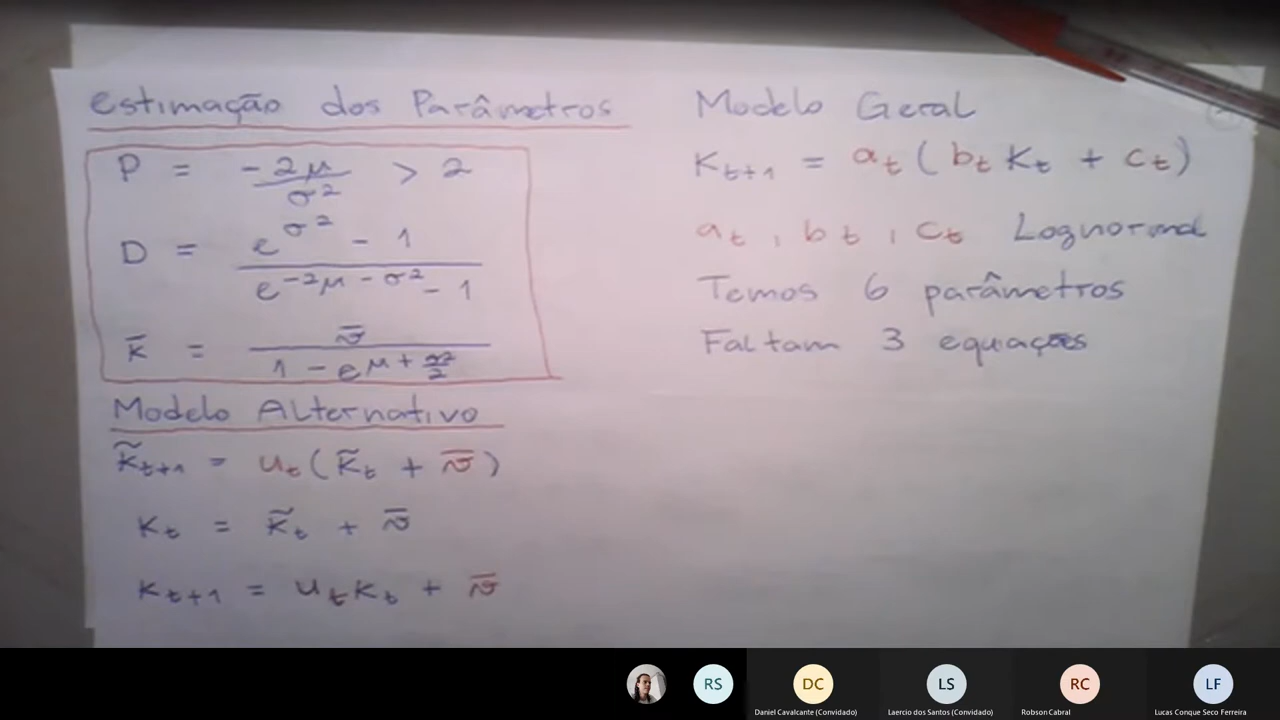 Estimação dos Parâmetros
P = -2μ / σ² > 2
D = e^σ² - 1 / e^-2μ - σ² - 1
k̄ = v̄ / 1 - e^μ + σ²/2
Modelo Alternativo
k̃t+1 = ut(k̃t + v̄)
kt = k̃t + v̄
kt+1 = utkt + v̄
Modelo Geral
Kt+1 = at(btKt + ct)
at, bt, ct Lognormal
Temos 6 parâmetros
Faltam 3 equações
RS
DC
LS
RC
LF
Daniel Cavalcante (Convidado)
Laercio dos Santos (Convidado)
Robson Cabral
Lucas Conque Seco Ferreira